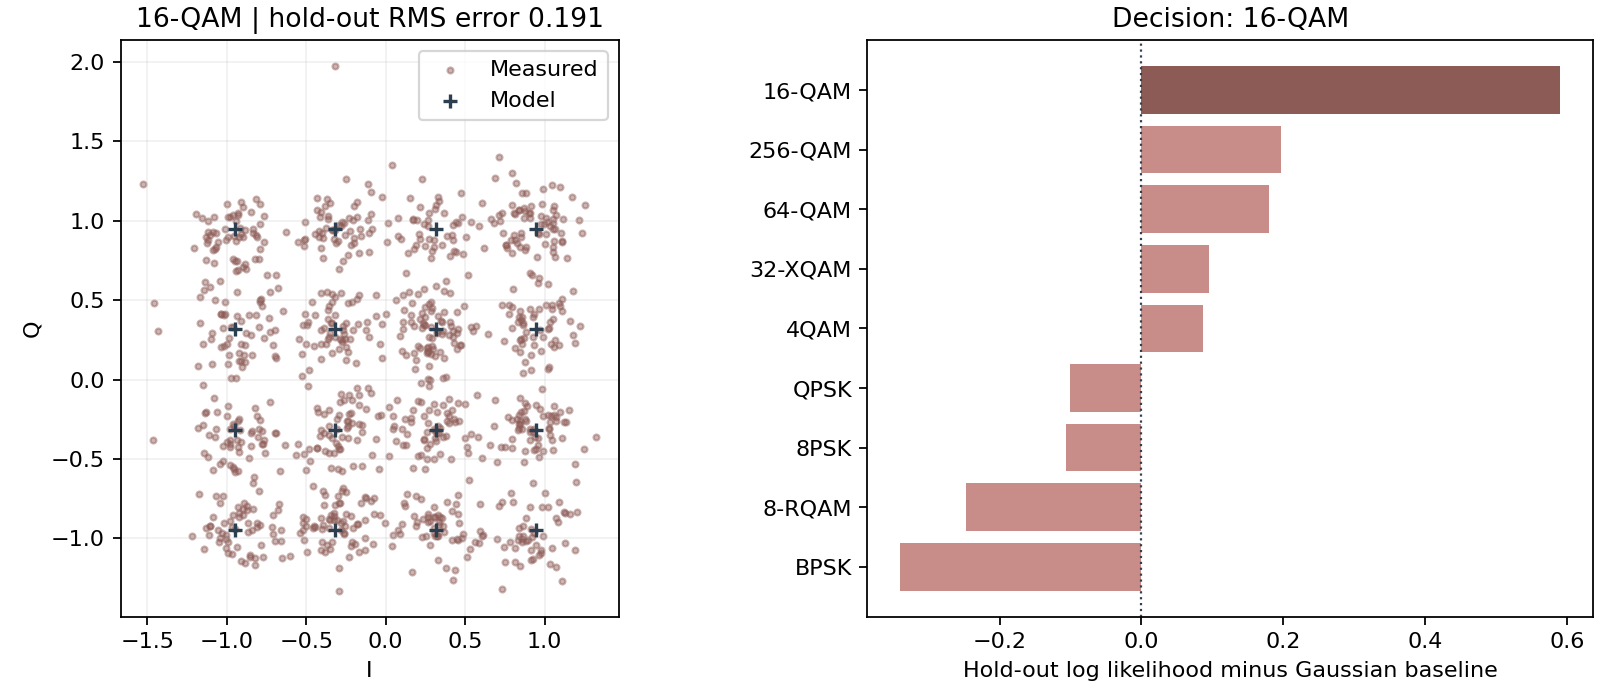 16-QAM | hold-out RMS error 0.191
Measured
Model
2.0
1.5
1.0
0.5
0.0
−0.5
−1.0
Q
−1.5
−1.0
−0.5
0.0
0.5
1.0
I
Decision: 16-QAM
16-QAM
256-QAM
64-QAM
32-XQAM
4QAM
QPSK
8PSK
8-RQAM
BPSK
−0.2
0.0
0.2
0.4
0.6
Hold-out log likelihood minus Gaussian baseline